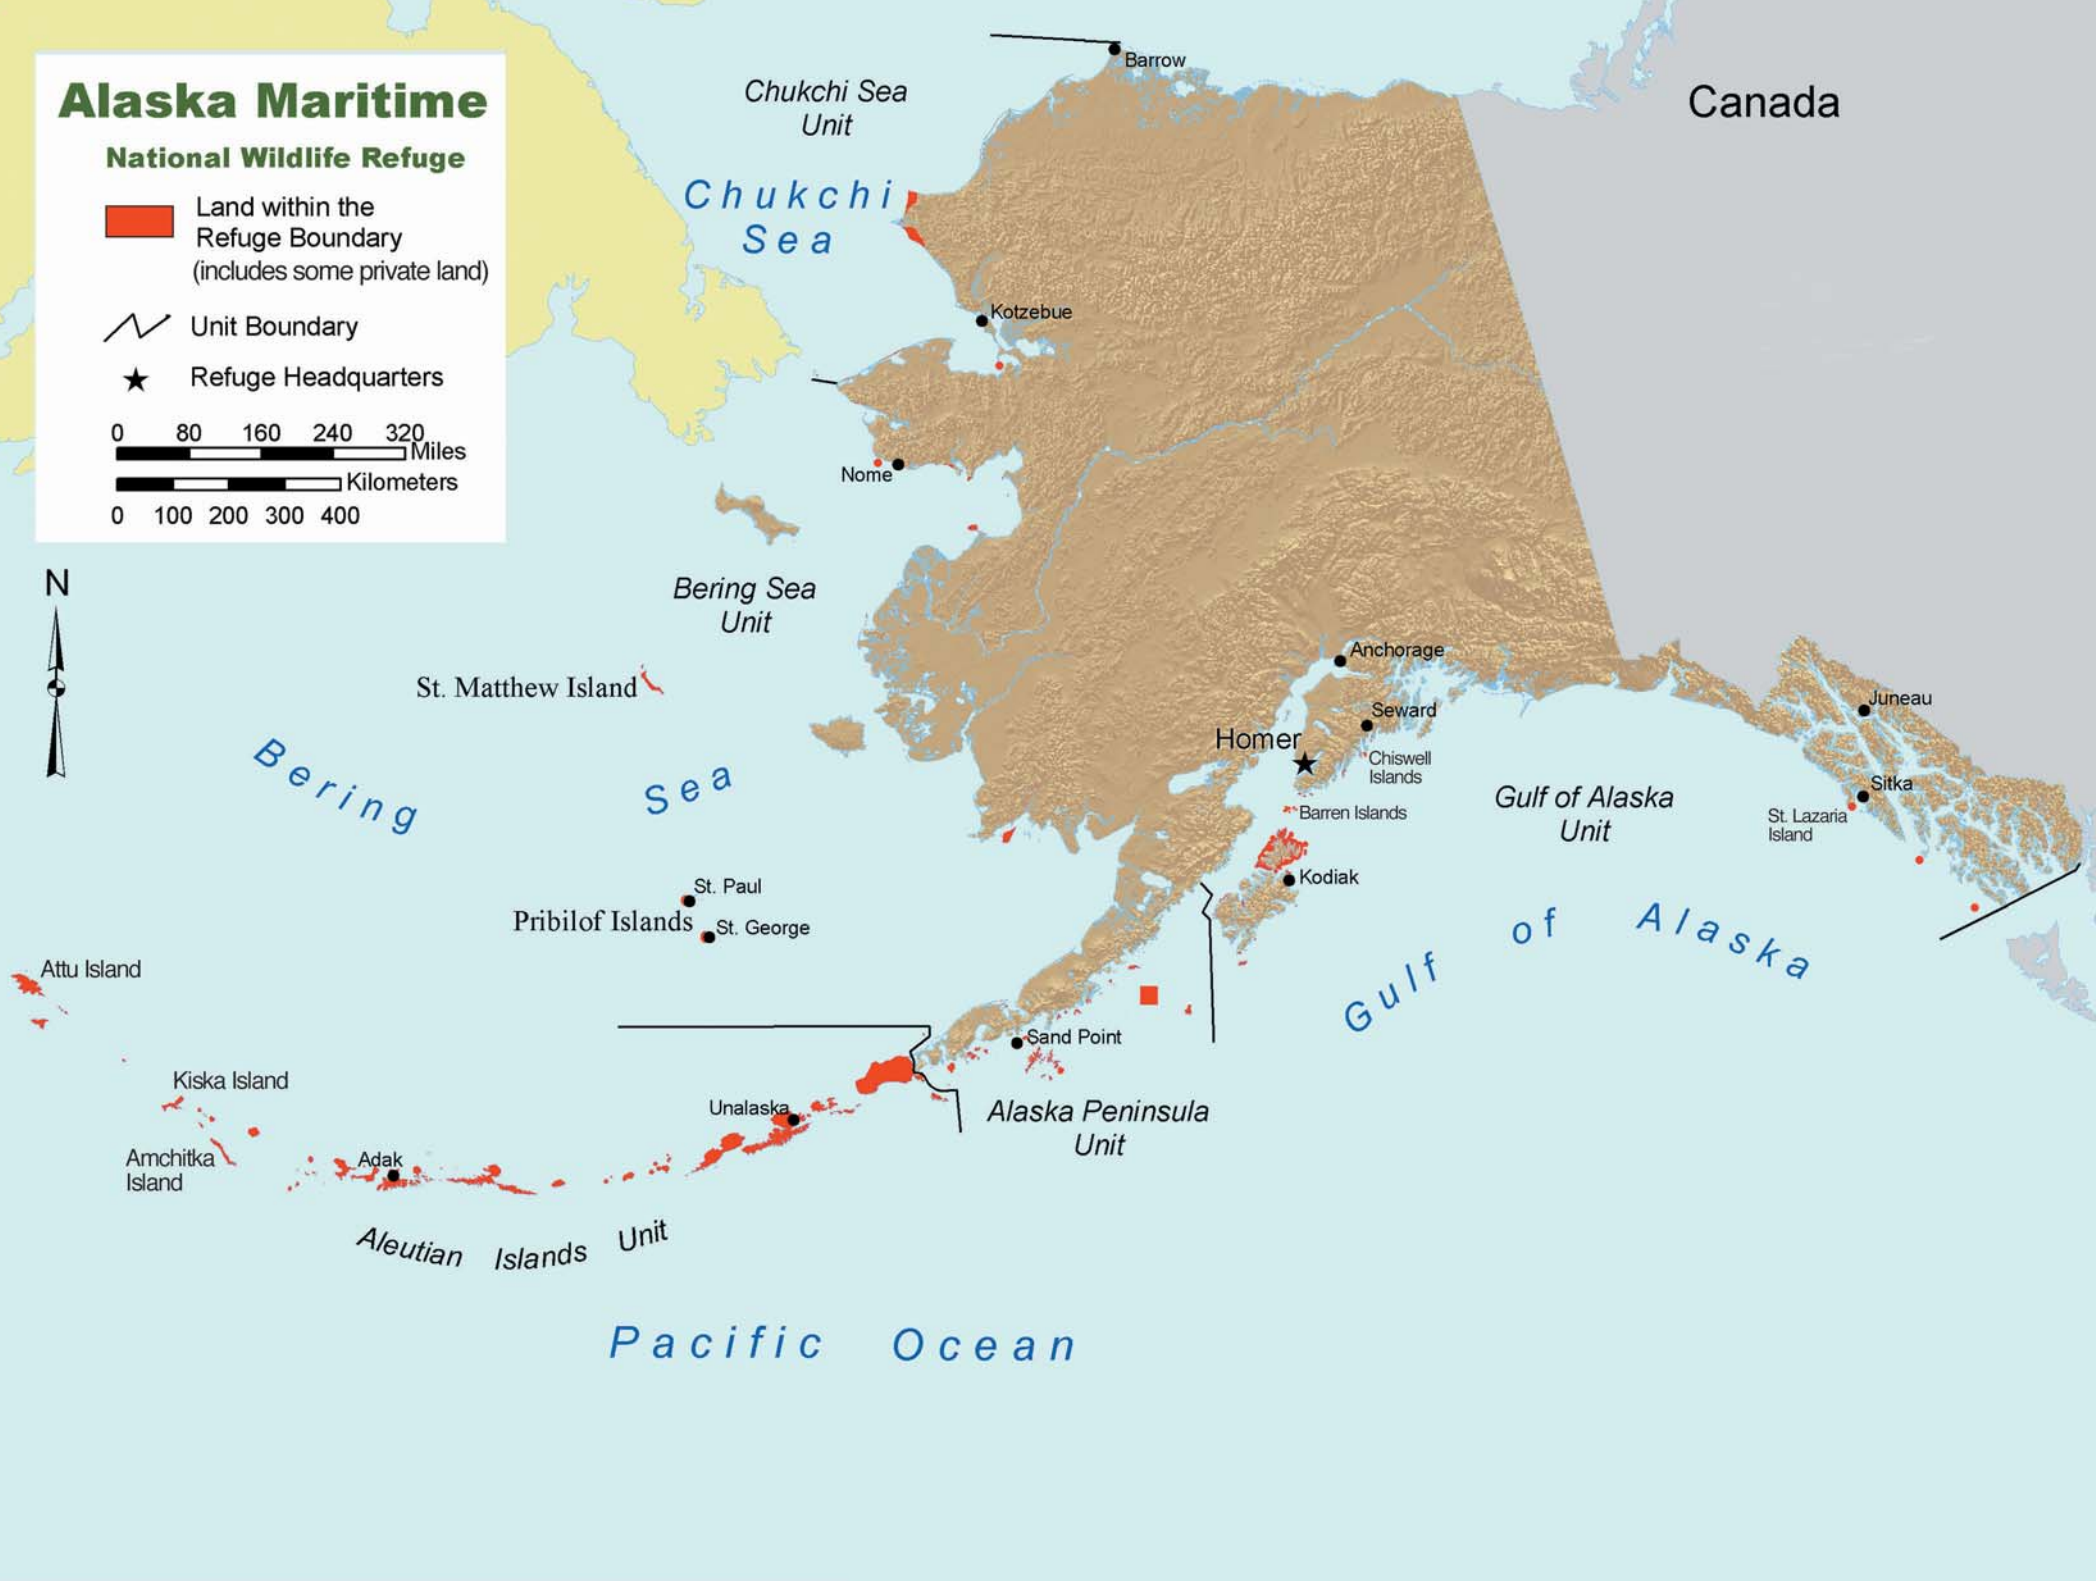 Alaska Maritime
National Wildlife Refuge
Land within the
Refuge Boundary
(includes some private land)
Unit Boundary
Refuge Headquarters
0 80 160 240 320
Miles
Kilometers
0 100 200 300 400
N
Barrow
Canada
Chukchi Sea
Unit
Chukchi
Sea
Kotzebue
Nome
Bering Sea
Unit
St. Matthew Island
Bering Sea
Anchorage
Juneau
Seward
Homer
Chiswell
Islands
Sitka
Gulf of Alaska
Unit
Barren Islands
St. Lazaria
Island
Kodiak
St. Paul
Pribilof Islands
St. George
Gulf of Alaska
Attu Island
Sand Point
Kiska Island
Unalaska
Alaska Peninsula
Unit
Amchitka
Island
Adak
Aleutian Islands Unit
Pacific Ocean